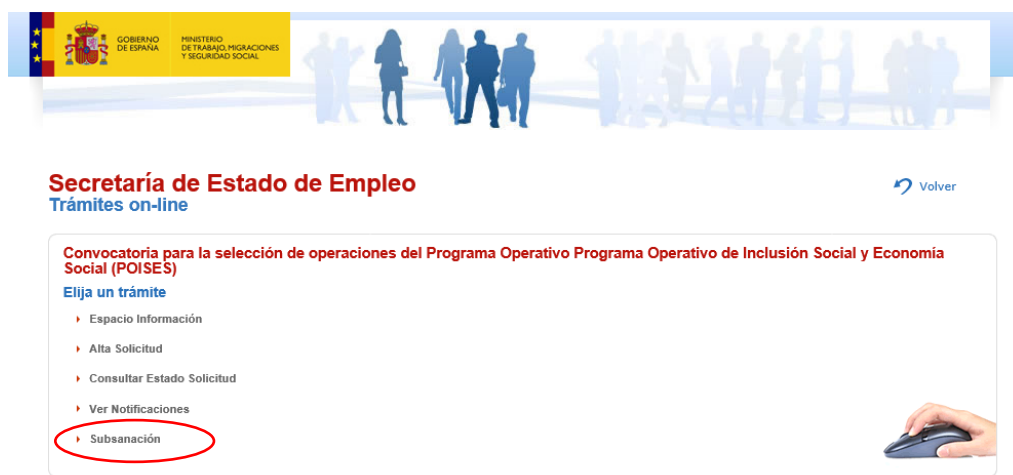 GOBIERNO
DE ESPAÑA
MINISTERIO
DE TRABAJO, MIGRACIONES
Y SEGURIDAD SOCIAL
Secretaría de Estado de Empleo
Trámites on-line
Volver
Convocatoria para la selección de operaciones del Programa Operativo Programa Operativo de Inclusión Social y Economía
Social (POISES)
Elija un trámite
Espacio Información
Alta Solicitud
Consultar Estado Solicitud
Ver Notificaciones
Subsanación